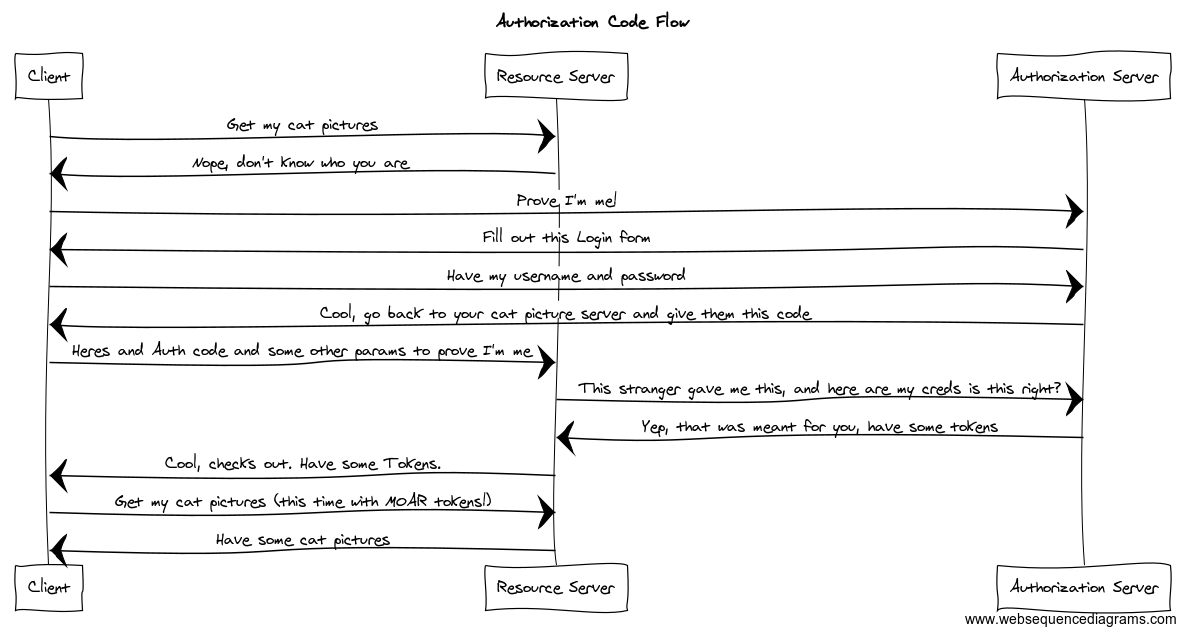 Authorization Code Flow
Client
Resource Server
Authorization Server
Get my cat pictures
Nope, don't know who you are
Prove I'm me!
Fill out this Login form
Have my username and password
Cool, go back to your cat picture server and give them this code
Heres and Auth code and some other params to prove I'm me
This stranger gave me this, and here are my creds is this right?
Yep, that was meant for you, have some tokens
Cool, checks out. Have some Tokens.
Get my cat pictures (this time with MOAR tokens!)
Have some cat pictures
Client
Resource Server
Authorization Server
www.websequencediagrams.com